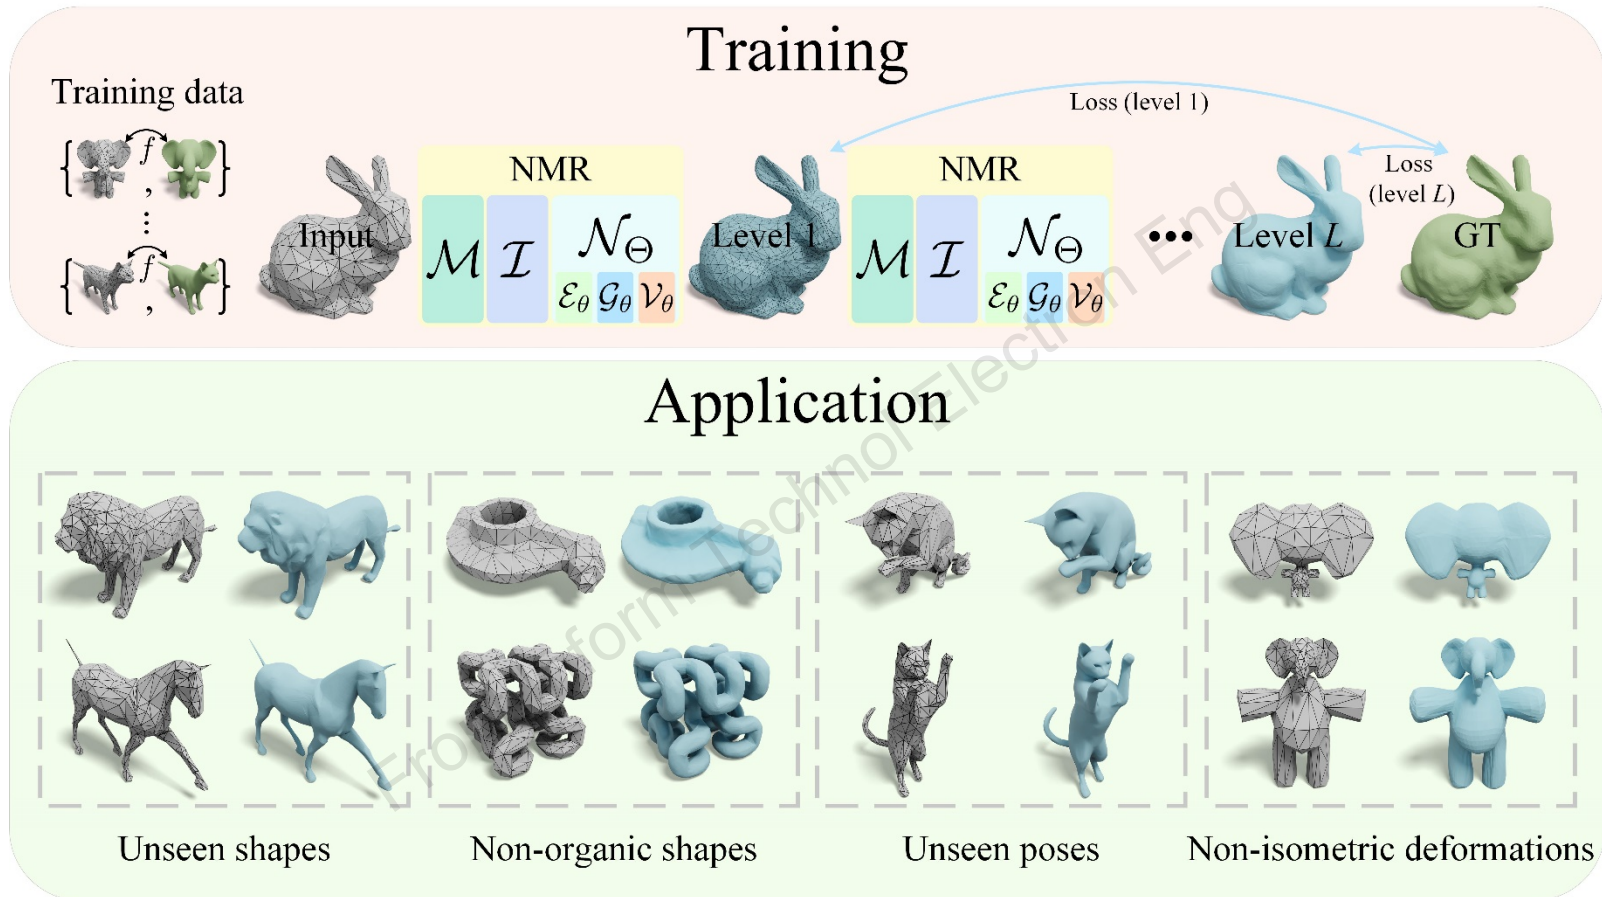 Training
Training data
{ f , }
⋮
{ f , }
Input
NMR
ℳ ℐ 𝒩_Θ
ℰ_θ 𝒢_θ 𝒱_θ
Level 1
NMR
ℳ ℐ 𝒩_Θ
ℰ_θ 𝒢_θ 𝒱_θ
•••
Level L
GT
Loss (level 1)
Loss
(level L)
Application
Unseen shapes
Non-organic shapes
Unseen poses
Non-isometric deformations